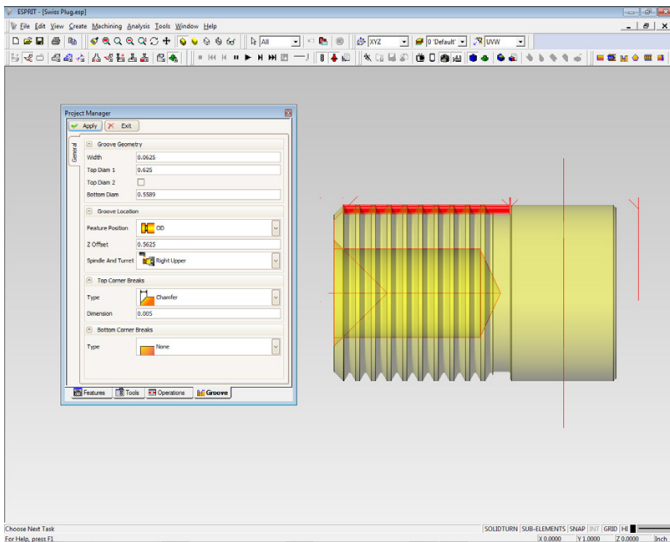 ESPRIT - [Swiss Plug.esp]
File Edit View Create Machining Analysis Tools Window Help
All XYZ 0 'Default' UVW
Project Manager
Apply Exit
General
Groove Geometry
Width 0.0625
Top Diam 1 0.625
Top Diam 2
Bottom Diam 0.5589
Groove Location
Feature Position OD
Z Offset 0.5625
Spindle And Turret Right Upper
Top Corner Breaks
Type Chamfer
Dimension 0.005
Bottom Corner Breaks
Type None
Features Tools Operations Groove
Choose Next Task SOLIDTURN SUB-ELEMENTS SNAP INT GRID HI
For Help, press F1 X 0.0000 Y 1.0000 Z 0.0000 Inch